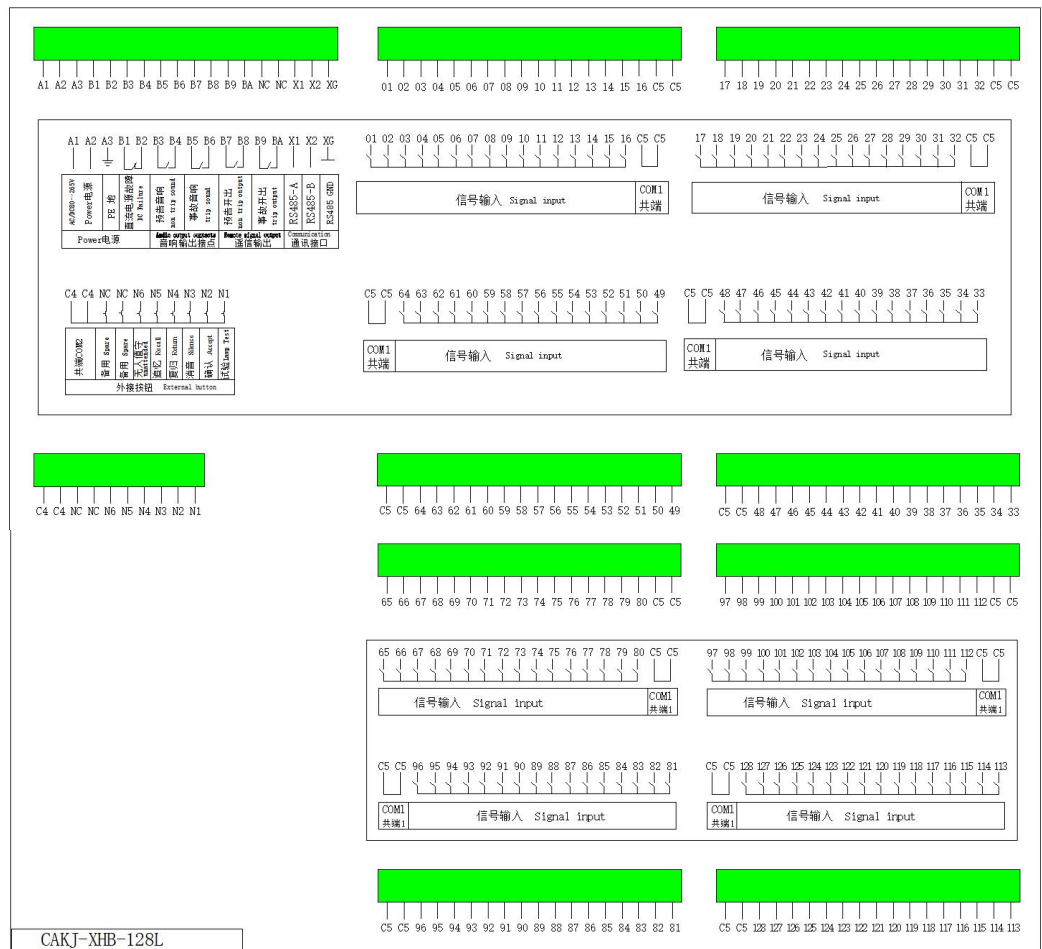 A1 A2 A3 B1 B2 B3 B4 B5 B6 B7 B8 B9 BA NC NC X1 X2 XG
01 02 03 04 05 06 07 08 09 10 11 12 13 14 15 16 C5 C5
17 18 19 20 21 22 23 24 25 26 27 28 29 30 31 32 C5 C5
A1 A2 A3 B1 B2 B3 B4 B5 B6 B7 B8 B9 BA X1 X2 XG
AC/DC80--265V
Power电源
PE 地
直流电源故障
DC Failure
预告音响
non trip sound
事故音响
trip sound
预告开出
non trip output
事故开出
trip output
RS485-A
RS485-B
RS485 GND
Power电源
Audio output contacts
音响输出接点
Remote signal output
遥信输出
Communication
通讯接口
01 02 03 04 05 06 07 08 09 10 11 12 13 14 15 16 C5 C5
信号输入 Signal input
COM1
共端
17 18 19 20 21 22 23 24 25 26 27 28 29 30 31 32 C5 C5
信号输入 Signal input
COM1
共端
C4 C4 NC NC N6 N5 N4 N3 N2 N1
共端COM2
备用 Spare
备用 Spare
无人值守
unattended
追忆 Recall
复归 Return
消音 Silence
确认 Accept
试验Lamp Test
外接按钮 External button
C5 C5 64 63 62 61 60 59 58 57 56 55 54 53 52 51 50 49
COM1
共端
信号输入 Signal input
C5 C5 48 47 46 45 44 43 42 41 40 39 38 37 36 35 34 33
COM1
共端
信号输入 Signal input
C4 C4 NC NC N6 N5 N4 N3 N2 N1
C5 C5 64 63 62 61 60 59 58 57 56 55 54 53 52 51 50 49
C5 C5 48 47 46 45 44 43 42 41 40 39 38 37 36 35 34 33
65 66 67 68 69 70 71 72 73 74 75 76 77 78 79 80 C5 C5
97 98 99 100 101 102 103 104 105 106 107 108 109 110 111 112 C5 C5
65 66 67 68 69 70 71 72 73 74 75 76 77 78 79 80 C5 C5
信号输入 Signal input
COM1
共端1
97 98 99 100 101 102 103 104 105 106 107 108 109 110 111 112 C5 C5
信号输入 Signal input
COM1
共端1
C5 C5 96 95 94 93 92 91 90 89 88 87 86 85 84 83 82 81
COM1
共端1
信号输入 Signal input
C5 C5 128 127 126 125 124 123 122 121 120 119 118 117 116 115 114 113
COM1
共端1
信号输入 Signal input
C5 C5 96 95 94 93 92 91 90 89 88 87 86 85 84 83 82 81
C5 C5 128 127 126 125 124 123 122 121 120 119 118 117 116 115 114 113
CAKJ-XHB-128L